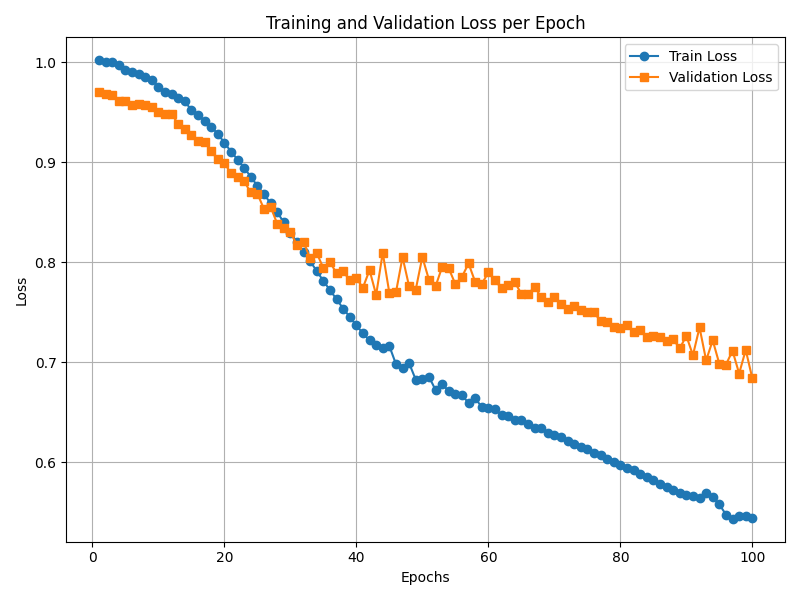 Training and Validation Loss per Epoch
Train Loss
Validation Loss
1.0
0.9
0.8
0.7
0.6
Loss
0
20
40
60
80
100
Epochs